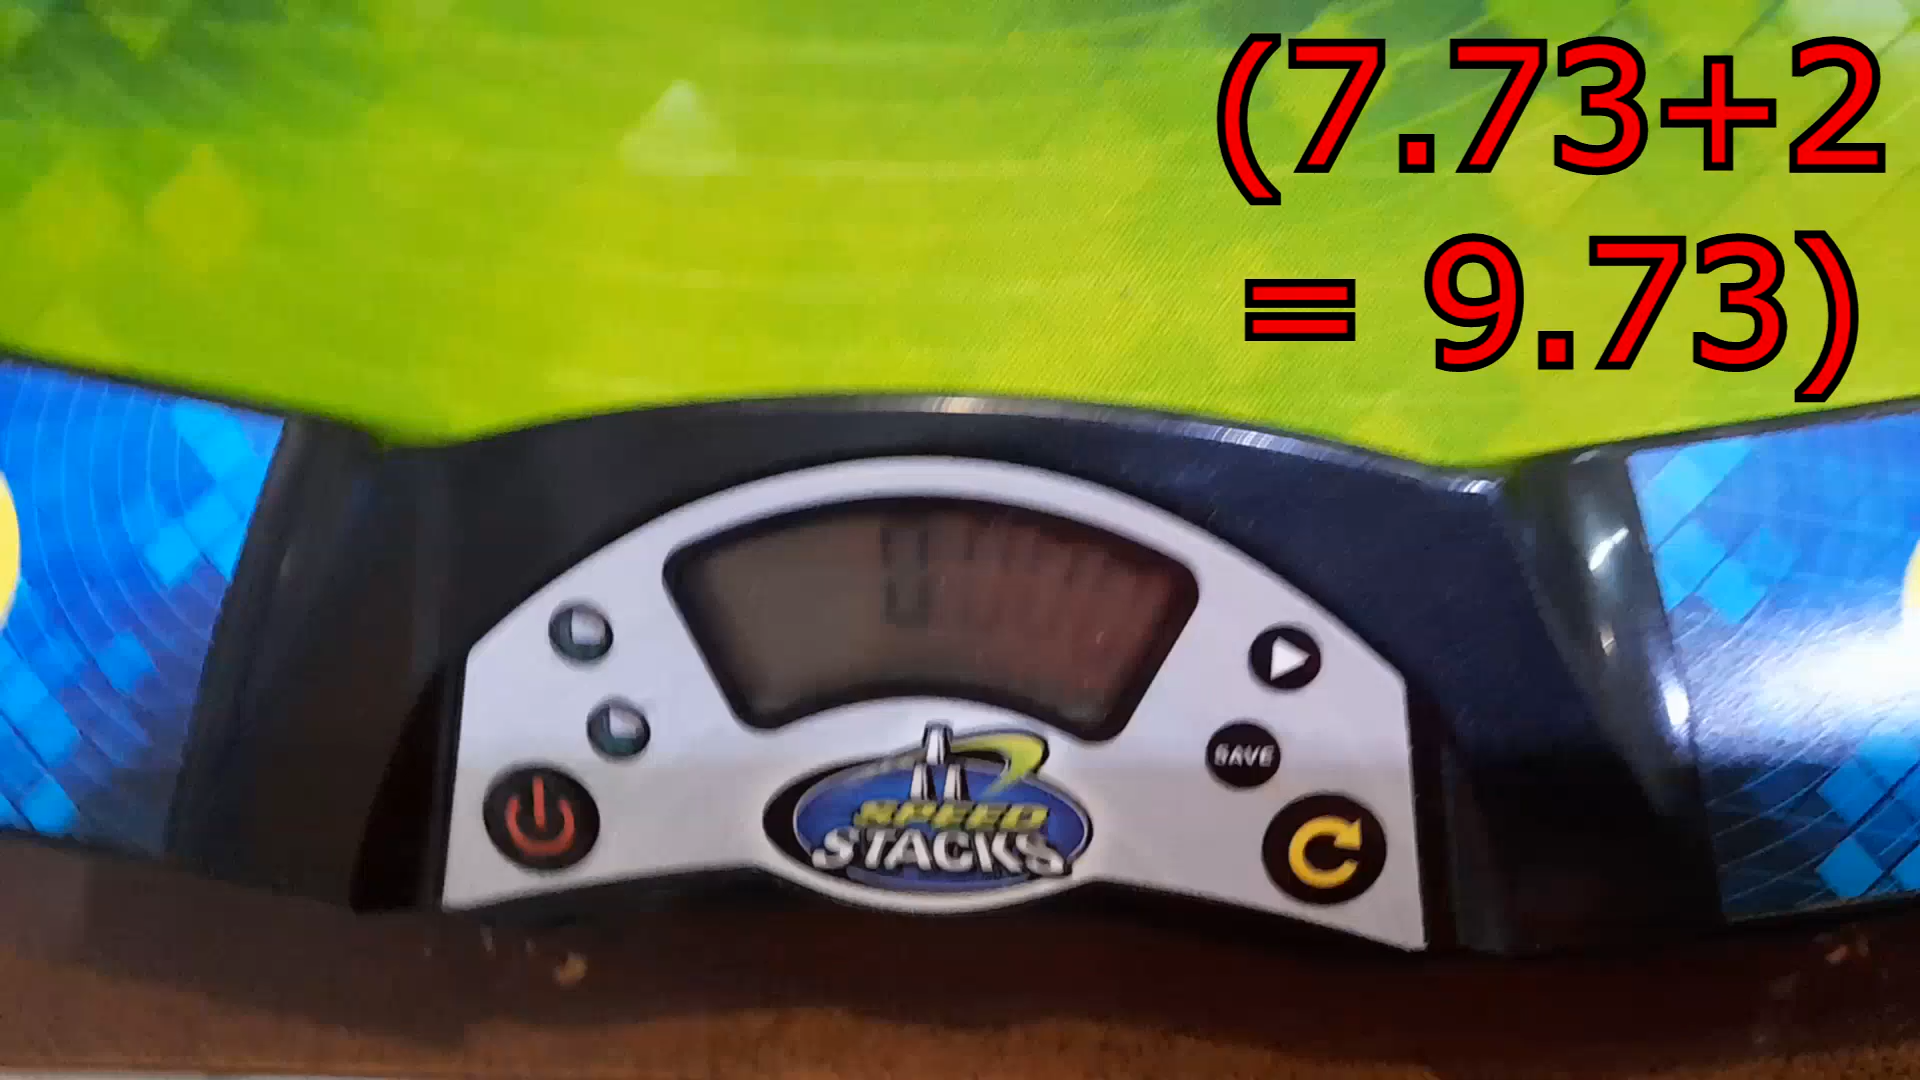 (7.73+2
= 9.73)
SAVE
SPEED
STACKS